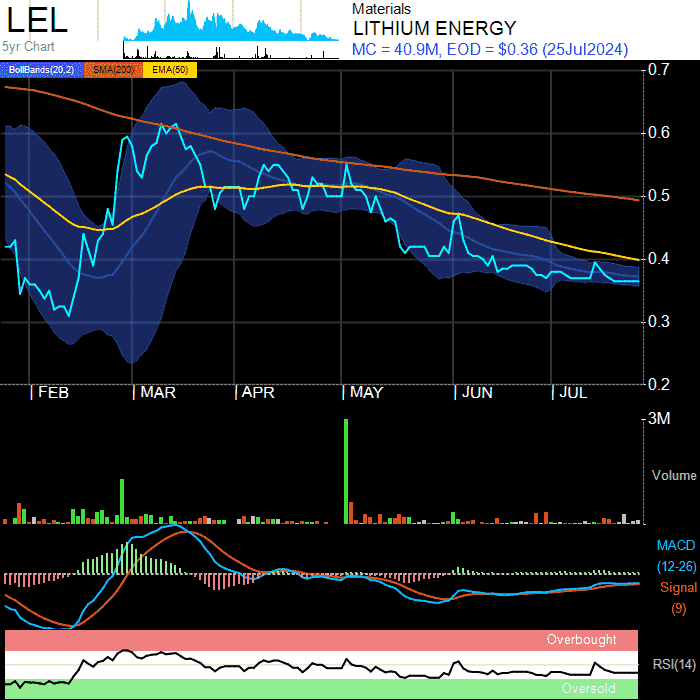 LEL
5yr Chart
Materials
LITHIUM ENERGY
MC = 40.9M, EOD = $0.36 (25Jul2024)
BollBands(20,2) SMA(200) EMA(50)
0.7
0.6
0.5
0.4
0.3
0.2
| FEB | MAR | APR | MAY | JUN | JUL
3M
Volume
MACD
(12-26)
Signal
(9)
Overbought
RSI(14)
Oversold